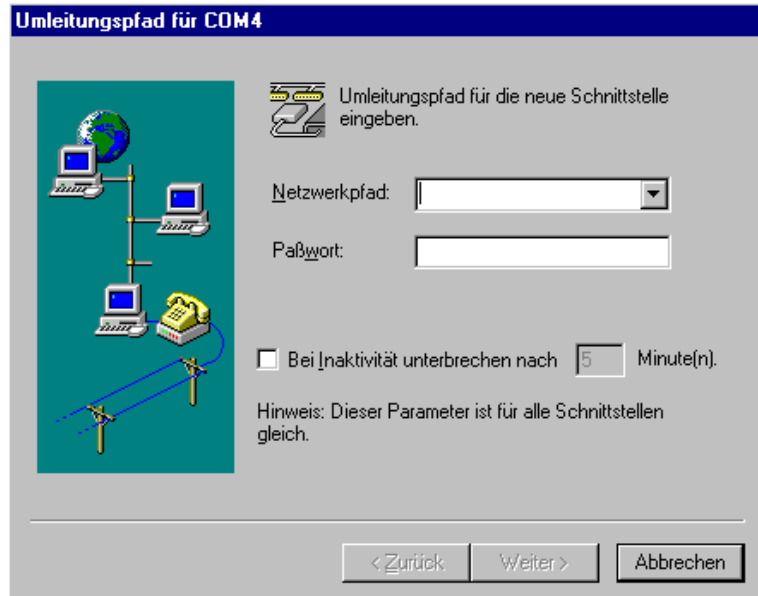 Umleitungspfad für COM4
Umleitungspfad für die neue Schnittstelle
eingeben.
Netzwerkpfad:
Paßwort:
Bei Inaktivität unterbrechen nach 5 Minute(n).
Hinweis: Dieser Parameter ist für alle Schnittstellen
gleich.
< Zurück Weiter > Abbrechen